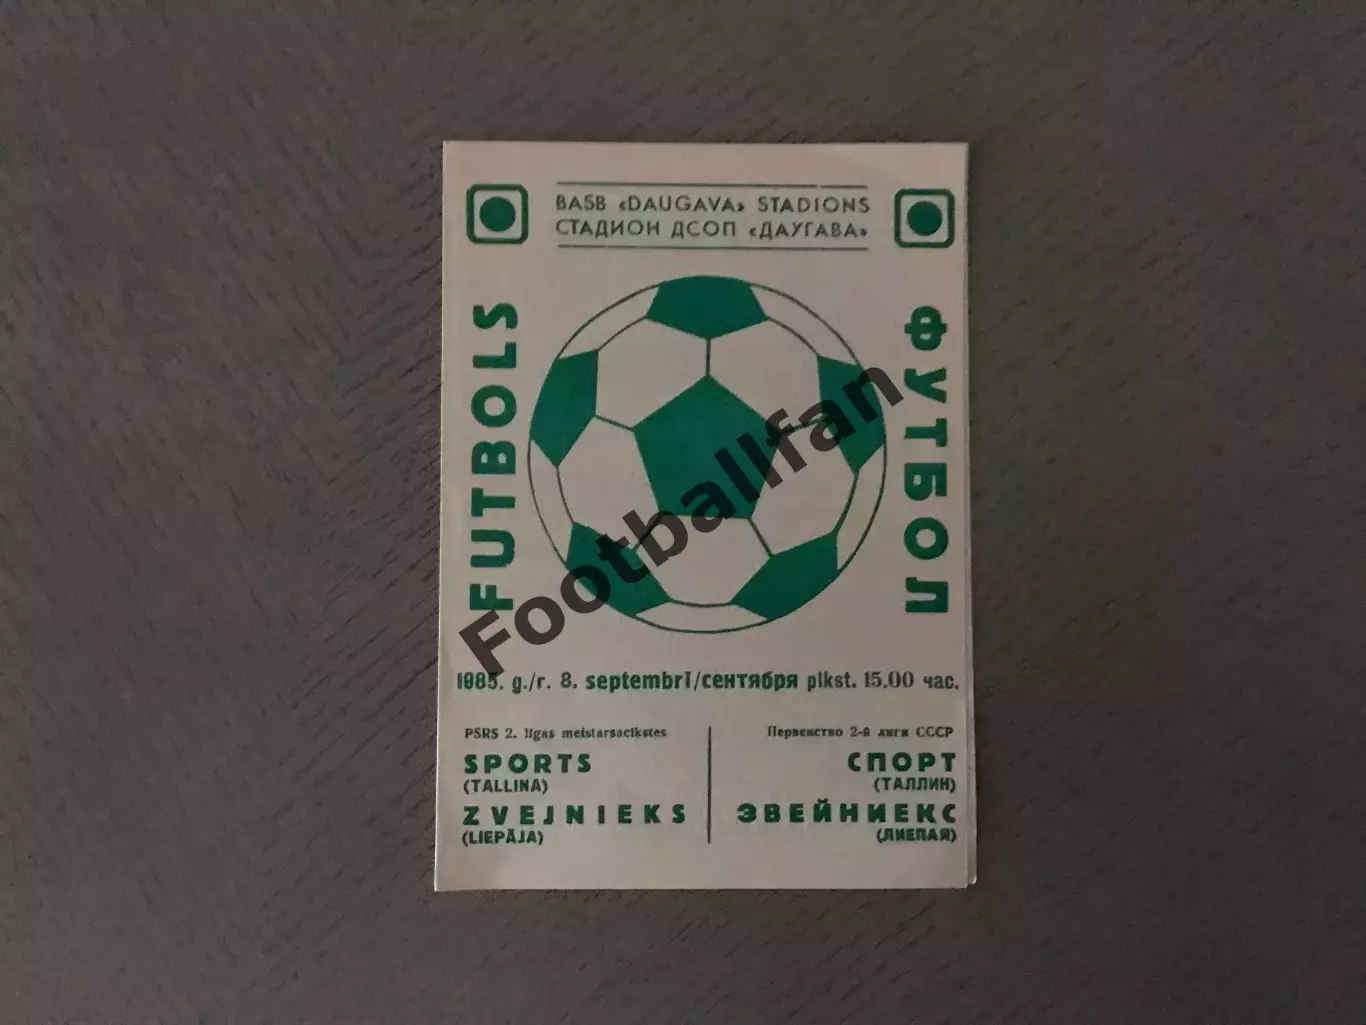 BASB «DAUGAVA» STADIONS
СТАДИОН ДСОП «ДАУГАВА»
FUTBOLS
ФУТБОЛ
Footballfan
1985. g./г. 8. septembrī/сентября plkst. 15.00 час.
PSRS 2. līgas meistarsacīkstes
SPORTS
(TALLINA)
ZVEJNIEKS
(LIEPĀJA)
Первенство 2-й лиги СССР
СПОРТ
(ТАЛЛИН)
ЗВЕЙНИЕКС
(ЛИЕПАЯ)